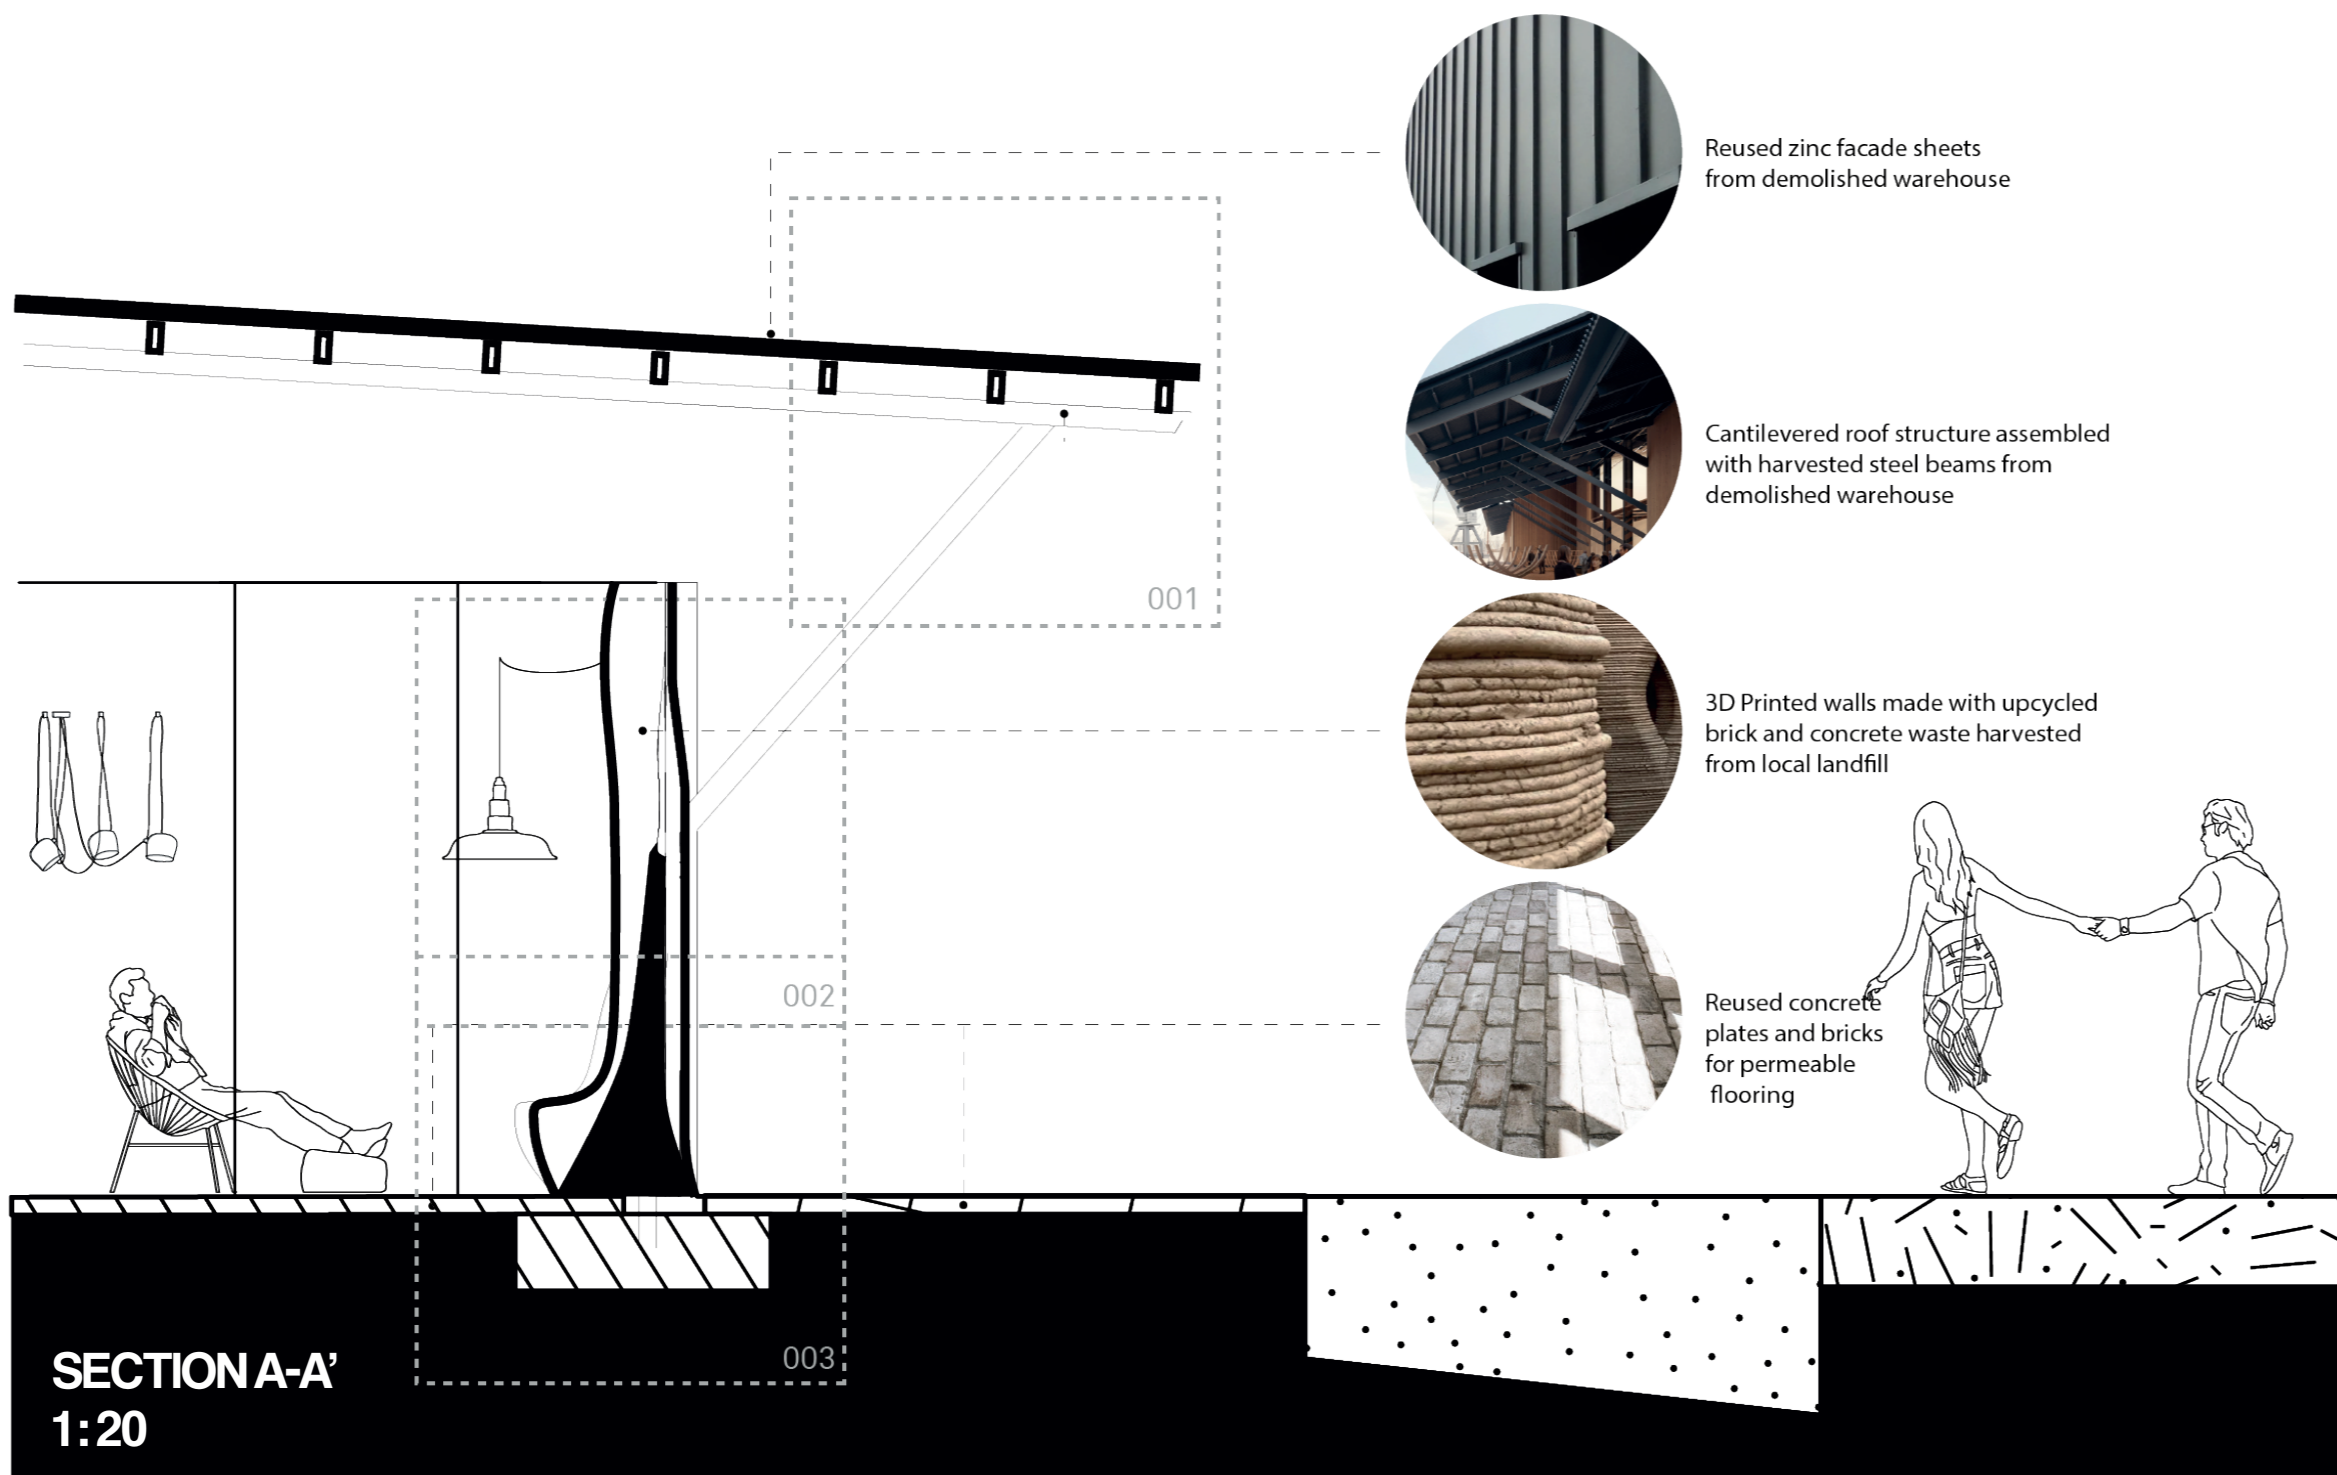 Reused zinc facade sheets
from demolished warehouse
Cantilevered roof structure assembled
with harvested steel beams from
demolished warehouse
001
3D Printed walls made with upcycled
brick and concrete waste harvested
from local landfill
002
Reused concrete
plates and bricks
for permeable
flooring
003
SECTION A-A’
1:20